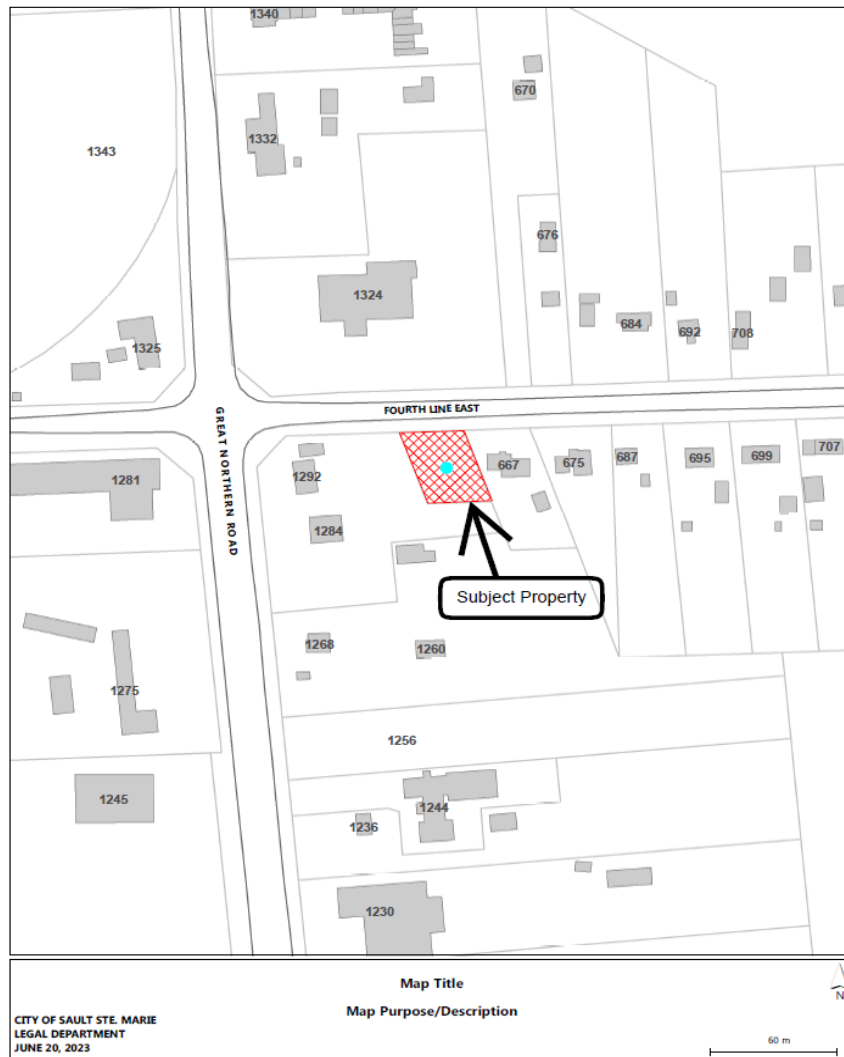 1340
670
1332
1343
676
1324
684
692
708
1325
FOURTH LINE EAST
GREAT NORTHERN ROAD
707
687
699
695
675
667
1292
1281
1284
Subject Property
1268
1260
1275
1256
1245
1244
1236
1230
Map Title
Map Purpose/Description
N
CITY OF SAULT STE. MARIE
LEGAL DEPARTMENT
JUNE 20, 2023
60 m